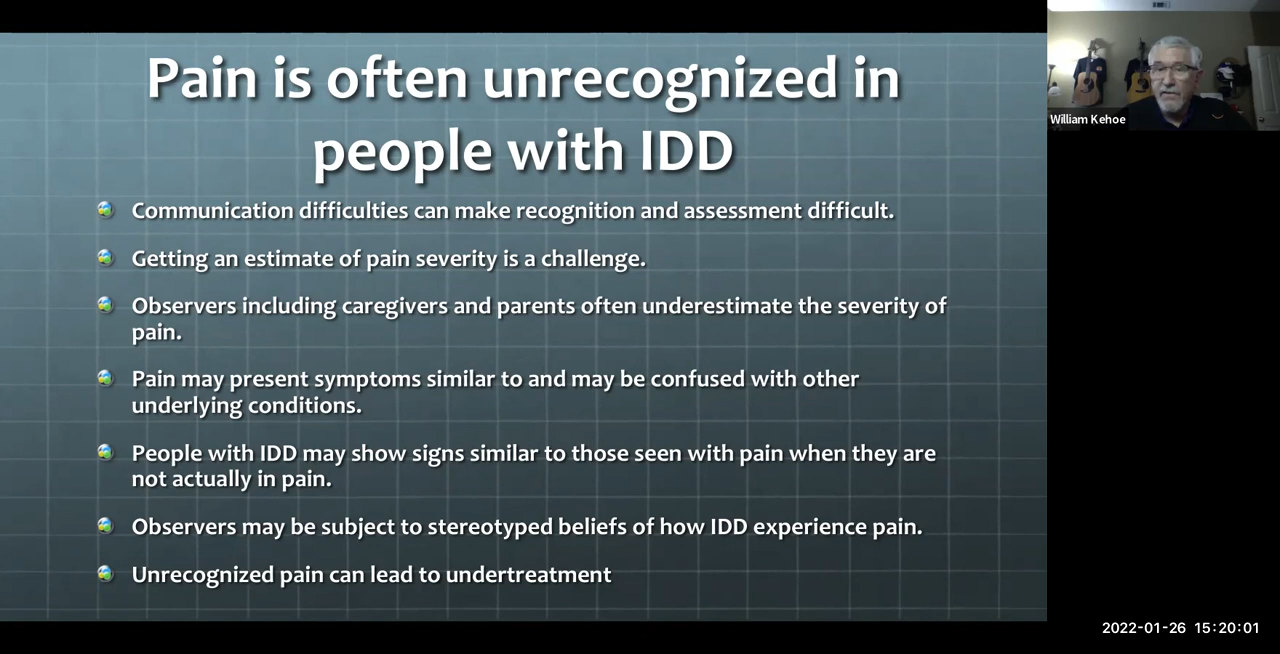 Pain is often unrecognized in
people with IDD
Communication difficulties can make recognition and assessment difficult.
Getting an estimate of pain severity is a challenge.
Observers including caregivers and parents often underestimate the severity of
pain.
Pain may present symptoms similar to and may be confused with other
underlying conditions.
People with IDD may show signs similar to those seen with pain when they are
not actually in pain.
Observers may be subject to stereotyped beliefs of how IDD experience pain.
Unrecognized pain can lead to undertreatment
William Kehoe
2022-01-26 15:20:01